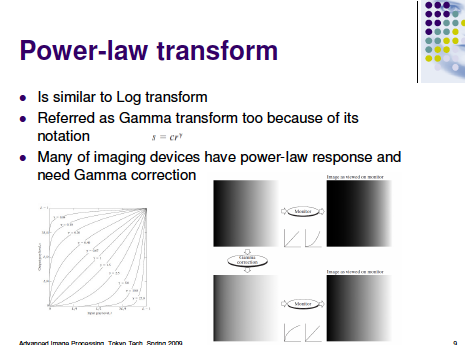 Power-law transform
Is similar to Log transform
Referred as Gamma transform too because of its
notation s = cr^γ
Many of imaging devices have power-law response and
need Gamma correction
Image as viewed on monitor
Monitor
Gamma
correction
Image as viewed on monitor
Monitor
Advanced Image Processing, Tokyo Tech, Spring 2009
9